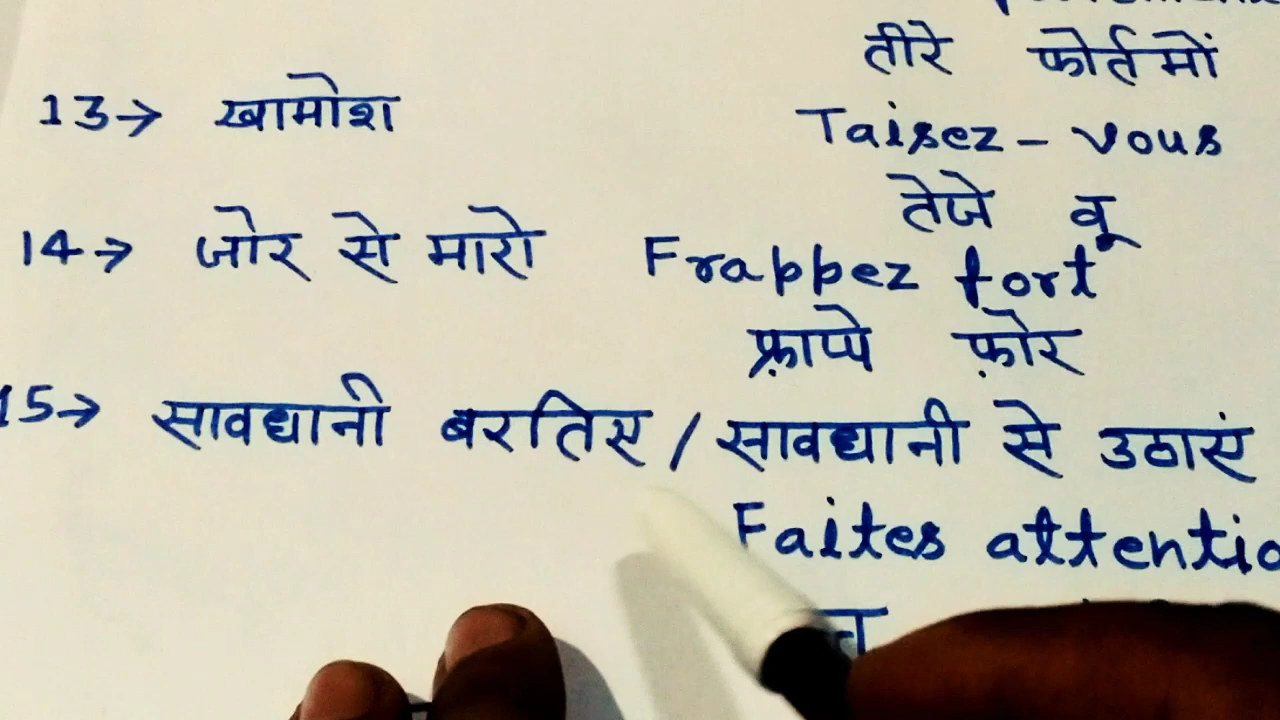 तीरे फोर्तमों
13→ खामोश
Taisez - vous
तेजे वू
14→ जोर से मारो Frappez fort
फ़्राप्पे फ़ोर
15→ सावधानी बरतिए / सावधानी से उठाएं
Faites attentio